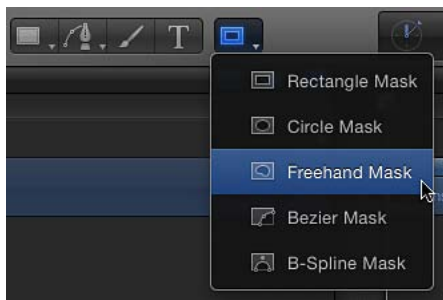 T
Rectangle Mask
Circle Mask
Freehand Mask
Bezier Mask
B-Spline Mask